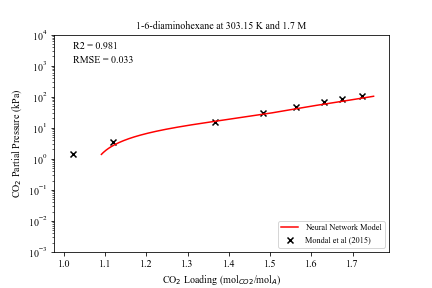 1-6-diaminohexane at 303.15 K and 1.7 M
R2 = 0.981
RMSE = 0.033
CO₂ Partial Pressure (kPa)
10⁴
10³
10²
10¹
10⁰
10⁻¹
10⁻²
10⁻³
1.0 1.1 1.2 1.3 1.4 1.5 1.6 1.7
CO₂ Loading (mol_CO2/mol_A)
Neural Network Model
Mondal et al (2015)